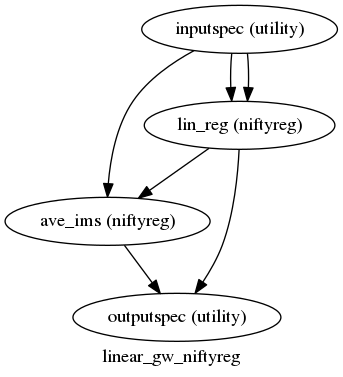 inputspec (utility)
lin_reg (niftyreg)
ave_ims (niftyreg)
outputspec (utility)
linear_gw_niftyreg